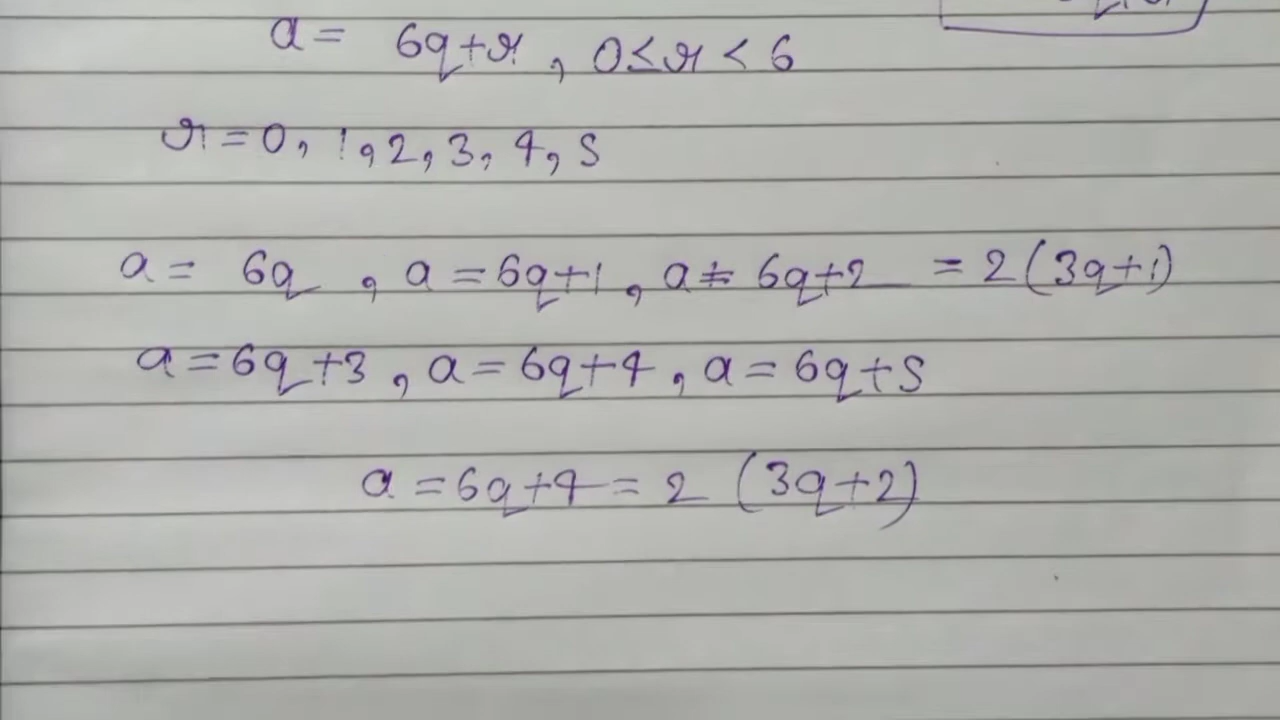 a = 6q+r, 0≤r<6
r=0, 1, 2, 3, 4, 5
a = 6q, a=6q+1, a=6q+2 = 2(3q+1)
a=6q+3, a=6q+4, a=6q+5
a=6q+4=2 (3q+2)